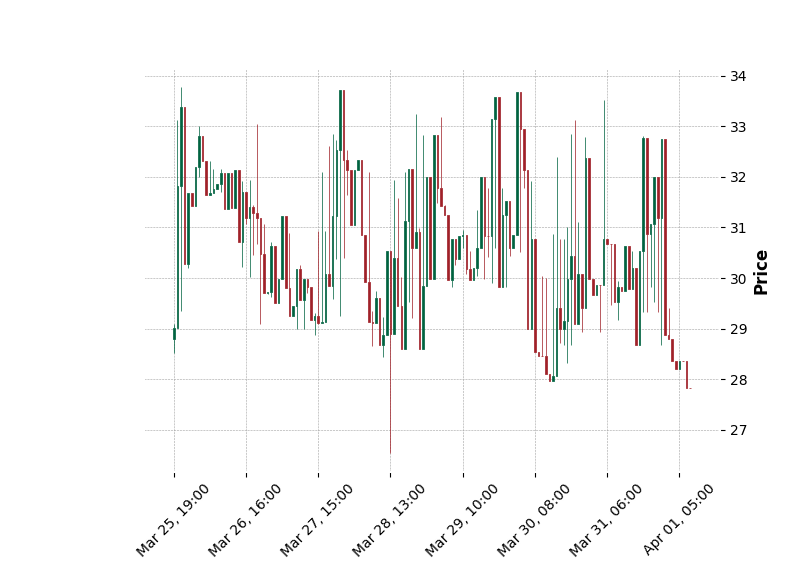 34
33
32
31
30
29
28
27
Price
Mar 25, 19:00
Mar 26, 16:00
Mar 27, 15:00
Mar 28, 13:00
Mar 29, 10:00
Mar 30, 08:00
Mar 31, 06:00
Apr 01, 05:00